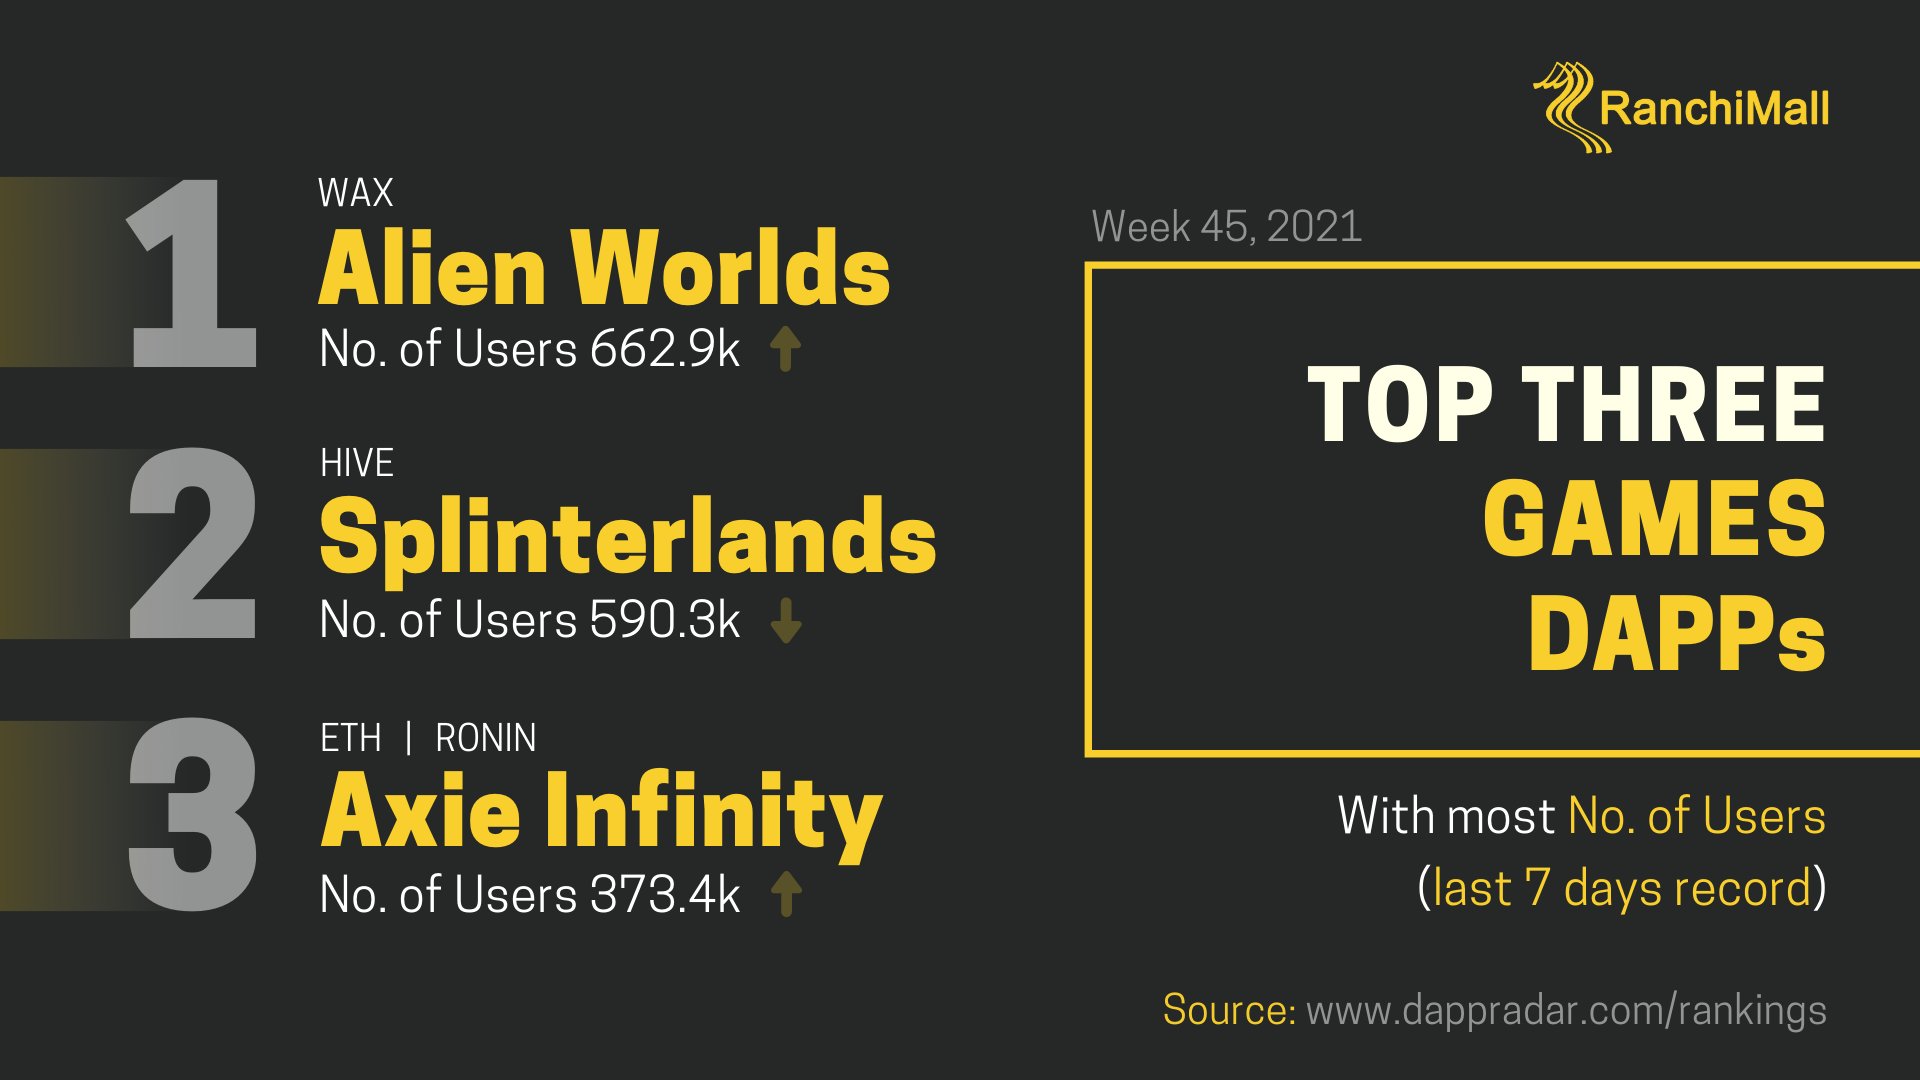 RanchiMall
1
WAX
Alien Worlds
No. of Users 662.9k
2
HIVE
Splinterlands
No. of Users 590.3k
3
ETH | RONIN
Axie Infinity
No. of Users 373.4k
Week 45, 2021
TOP THREE
GAMES
DAPPs
With most No. of Users
(last 7 days record)
Source: www.dappradar.com/rankings